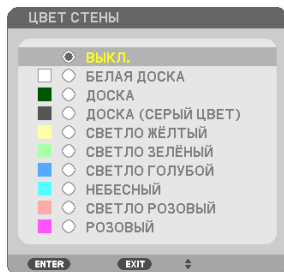 ЦВЕТ СТЕНЫ
ВЫКЛ.
БЕЛАЯ ДОСКА
ДОСКА
ДОСКА (СЕРЫЙ ЦВЕТ)
СВЕТЛО ЖЁЛТЫЙ
СВЕТЛО ЗЕЛЁНЫЙ
СВЕТЛО ГОЛУБОЙ
НЕБЕСНЫЙ
СВЕТЛО РОЗОВЫЙ
РОЗОВЫЙ
ENTER EXIT